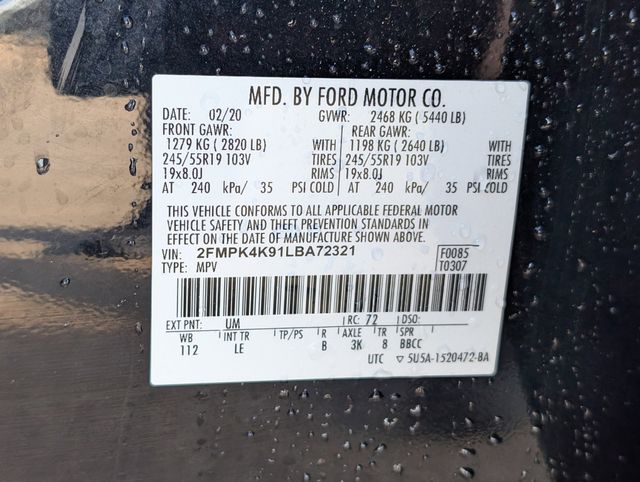 MFD. BY FORD MOTOR CO.
DATE: 02/20 GVWR: 2468 KG ( 5440 LB)
FRONT GAWR: REAR GAWR:
1279 KG ( 2820 LB) WITH 1198 KG ( 2640 LB) WITH
245/55R19 103V TIRES 245/55R19 103V TIRES
19x8.0J RIMS 19x8.0J RIMS
AT 240 kPa/ 35 PSI COLD AT 240 kPa/ 35 PSI COLD
THIS VEHICLE CONFORMS TO ALL APPLICABLE FEDERAL MOTOR
VEHICLE SAFETY AND THEFT PREVENTION STANDARDS IN
EFFECT ON THE DATE OF MANUFACTURE SHOWN ABOVE.
VIN: 2FMPK4K91LBA72321 F0085
TYPE: MPV T0307
EXT PNT: UM RC: 72 DSO:
WB INT TR TP/PS R AXLE TR SPR
112 LE B 3K 8 BBCC
UTC ▽ 5U5A-1520472-BA